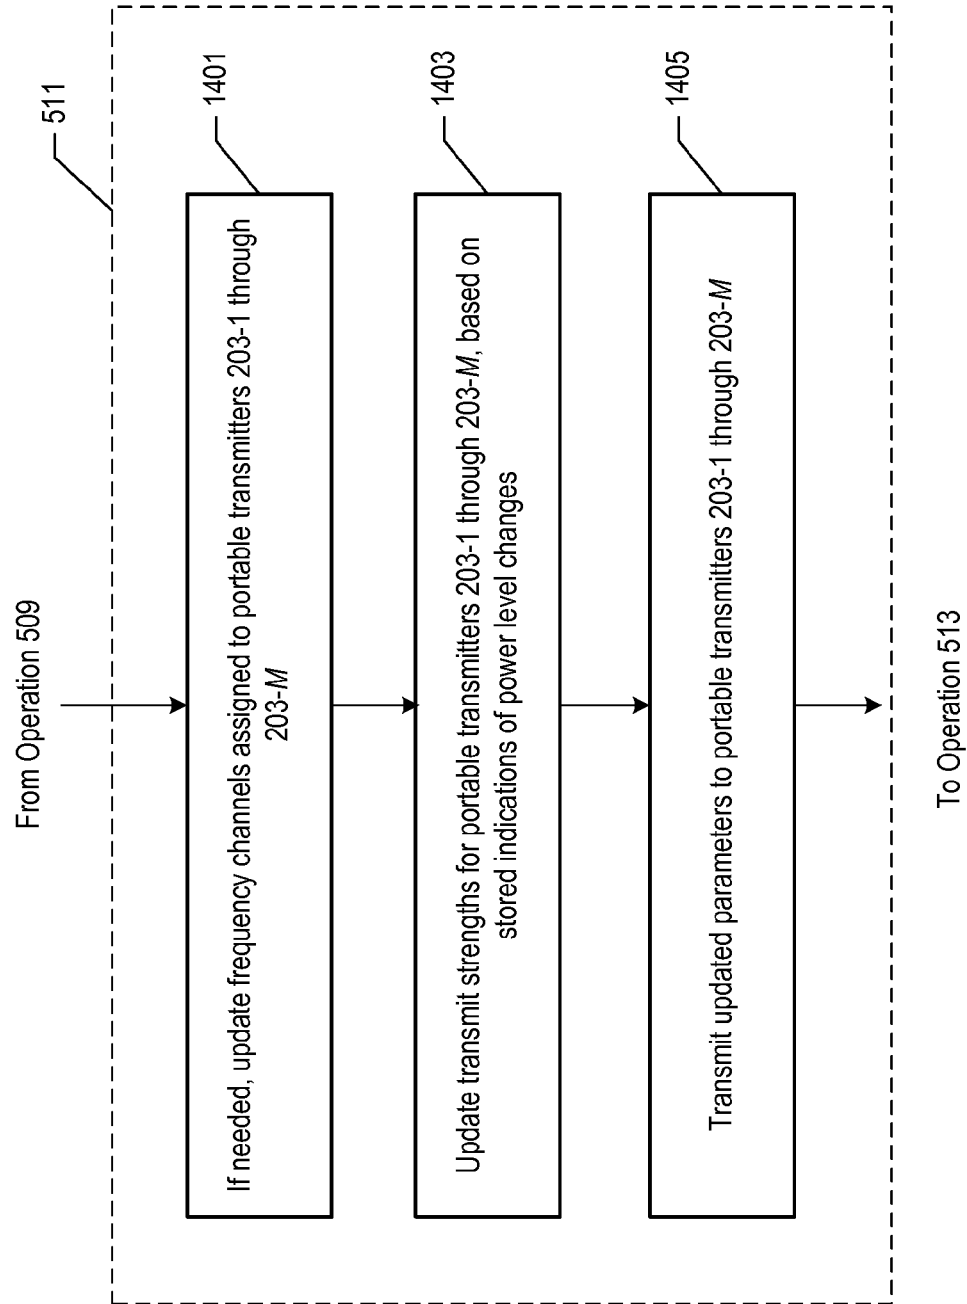 From Operation 509
511
1401
If needed, update frequency channels assigned to portable transmitters 203-1 through
203-M
1403
Update transmit strengths for portable transmitters 203-1 through 203-M, based on
stored indications of power level changes
1405
Transmit updated parameters to portable transmitters 203-1 through 203-M
To Operation 513